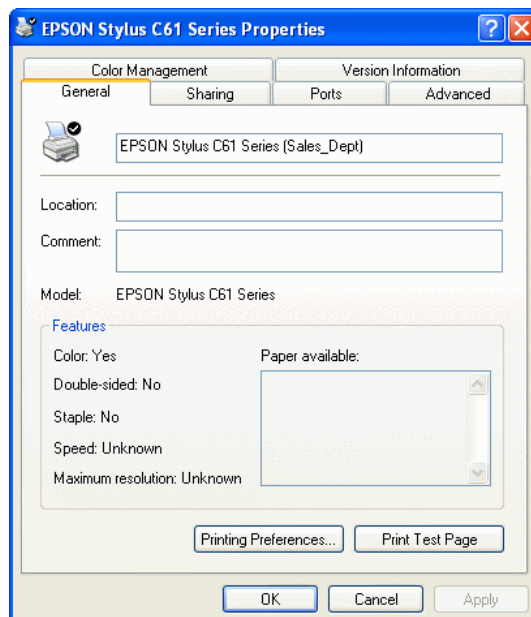 EPSON Stylus C61 Series Properties
Color Management Version Information
General Sharing Ports Advanced
EPSON Stylus C61 Series (Sales_Dept)
Location:
Comment:
Model: EPSON Stylus C61 Series
Features
Color: Yes Paper available:
Double-sided: No
Staple: No
Speed: Unknown
Maximum resolution: Unknown
Printing Preferences... Print Test Page
OK Cancel Apply